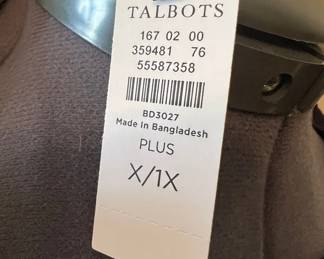 TALBOTS
167 02 00
359481 76
55587358
BD3027
Made In Bangladesh
PLUS
X/1X